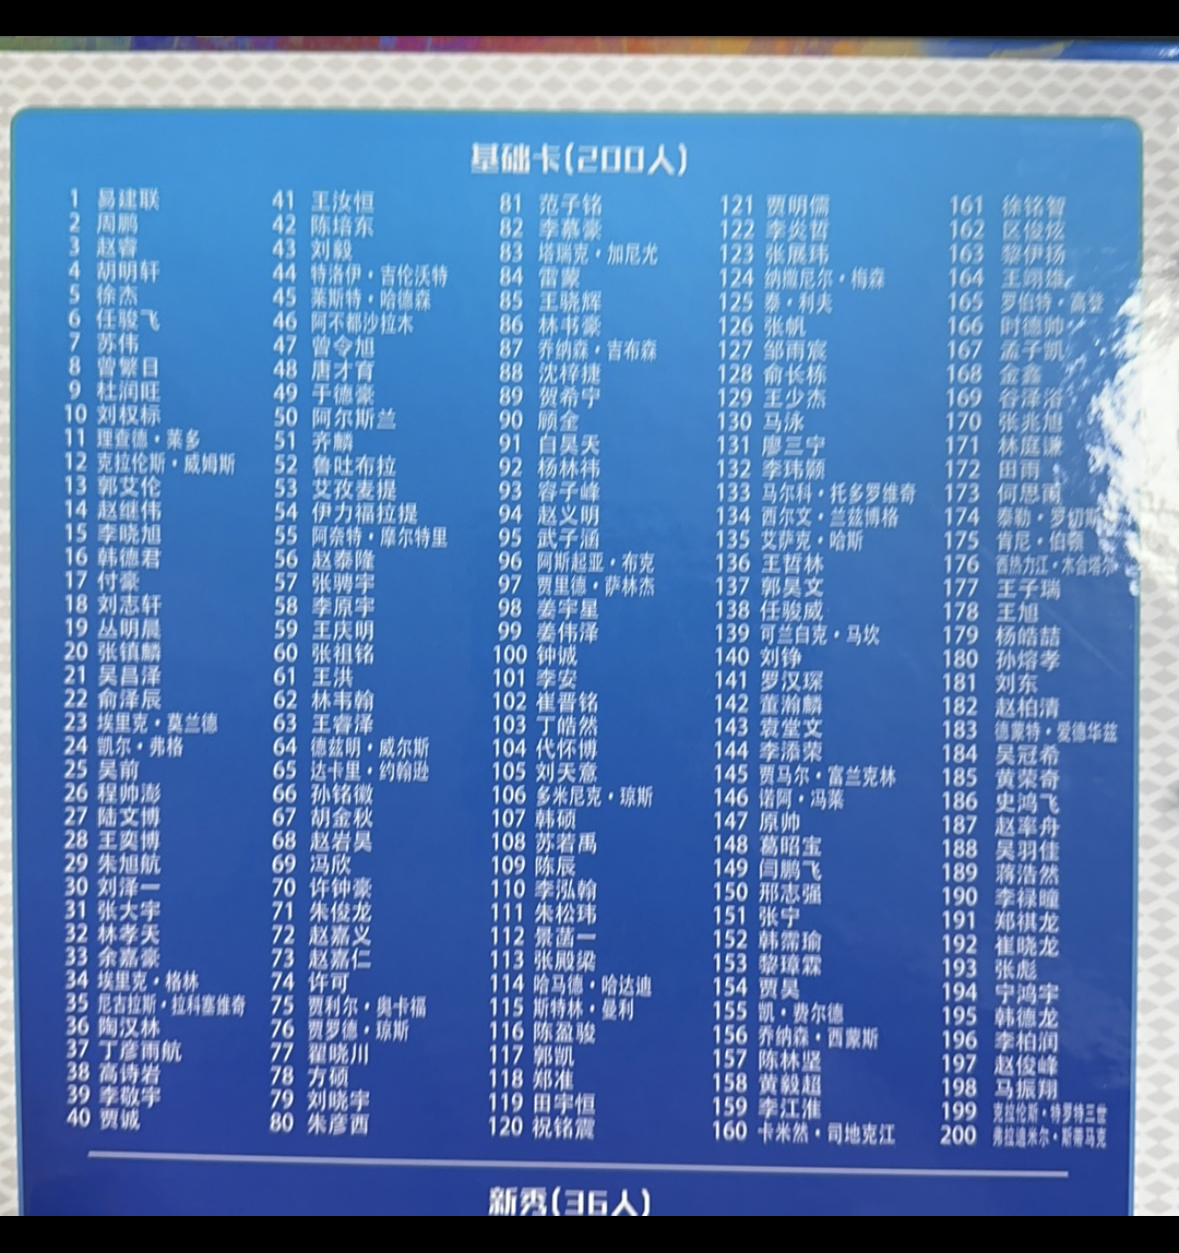 基础卡(200人)
1 易建联
2 周鹏
3 赵睿
4 胡明轩
5 徐杰
6 任骏飞
7 苏伟
8 曾繁日
9 杜润旺
10 刘权标
11 理查德·莱多
12 克拉伦斯·威姆斯
13 郭艾伦
14 赵继伟
15 李晓旭
16 韩德君
17 付豪
18 刘志轩
19 丛明晨
20 张镇麟
21 吴昌泽
22 俞泽辰
23 埃里克·莫兰德
24 凯尔·弗格
25 吴前
26 程帅澎
27 陆文博
28 王奕博
29 朱旭航
30 刘泽一
31 张大宇
32 林孝天
33 余嘉豪
34 埃里克·格林
35 尼古拉斯·拉科塞维奇
36 陶汉林
37 丁彦雨航
38 高诗岩
39 李敬宇
40 贾诚
41 王汝恒
42 陈培东
43 刘毅
44 特洛伊·吉伦沃特
45 莱斯特·哈德森
46 阿不都沙拉木
47 曾令旭
48 唐才育
49 于德豪
50 阿尔斯兰
51 齐麟
52 鲁吐布拉
53 艾孜麦提
54 伊力福拉提
55 阿奈特·摩尔特里
56 赵泰隆
57 张骋宇
58 李原宇
59 王庆明
60 张祖铭
61 王洪
62 林韦翰
63 王睿泽
64 德兹明·威尔斯
65 达卡里·约翰逊
66 孙铭徽
67 胡金秋
68 赵岩昊
69 冯欣
70 许钟豪
71 朱俊龙
72 赵嘉义
73 赵嘉仁
74 许可
75 贾利尔·奥卡福
76 贾罗德·琼斯
77 翟晓川
78 方硕
79 刘晓宇
80 朱彦西
81 范子铭
82 李慕豪
83 塔瑞克·加尼尤
84 雷蒙
85 王骁辉
86 林书豪
87 乔纳森·吉布森
88 沈梓捷
89 贺希宁
90 顾全
91 白昊天
92 杨林祎
93 容子峰
94 赵义明
95 武子涵
96 阿斯起亚·布克
97 贾里德·萨林杰
98 姜宇星
99 姜伟泽
100 钟诚
101 李安
102 崔晋铭
103 丁皓然
104 代怀博
105 刘天意
106 多米尼克·琼斯
107 韩硕
108 苏若禹
109 陈辰
110 李泓翰
111 朱松玮
112 景菡一
113 张殿梁
114 哈马德·哈达迪
115 斯特林·曼利
116 陈盈骏
117 郭凯
118 郑准
119 田宇恒
120 祝铭震
121 贾明儒
122 李炎哲
123 张展玮
124 纳撒尼尔·梅森
125 泰·利夫
126 张帆
127 邹雨宸
128 俞长栋
129 王少杰
130 马泳
131 廖三宁
132 李玮颢
133 马尔科·托多罗维奇
134 西尔文·兰兹博格
135 艾萨克·哈斯
136 王哲林
137 郭昊文
138 任骏威
139 可兰白克·马坎
140 刘铮
141 罗汉琛
142 董瀚麟
143 袁堂文
144 李添荣
145 贾马尔·富兰克林
146 诺阿·冯莱
147 原帅
148 葛昭宝
149 闫鹏飞
150 邢志强
151 张宁
152 韩霈瑜
153 黎璋霖
154 贾昊
155 凯·费尔德
156 乔纳森·西蒙斯
157 陈林坚
158 黄毅超
159 李江淮
160 卡米然·司地克江
161 徐铭智
162 区俊炫
163 黎伊扬
164 王翊雄
165 罗伯特·高登
166 时德帅
167 孟子凯
168 金鑫
169 谷泽浴
170 张兆旭
171 林庭谦
172 田雨
173 何思雨
174 泰勒·罗切斯
175 肯尼·伯顿
176 西热力江·木合塔尔
177 王子瑞
178 王旭
179 杨皓喆
180 孙熔孝
181 刘东
182 赵柏清
183 德蒙特·爱德华兹
184 吴冠希
185 黄荣奇
186 史鸿飞
187 赵率舟
188 吴羽佳
189 蒋浩然
190 李禄瞳
191 郑祺龙
192 崔晓龙
193 张彪
194 宁鸿宇
195 韩德龙
196 李柏润
197 赵俊峰
198 马振翔
199 克拉伦斯·特罗特三世
200 弗拉迪米尔·斯蒂马克
新秀(36人)